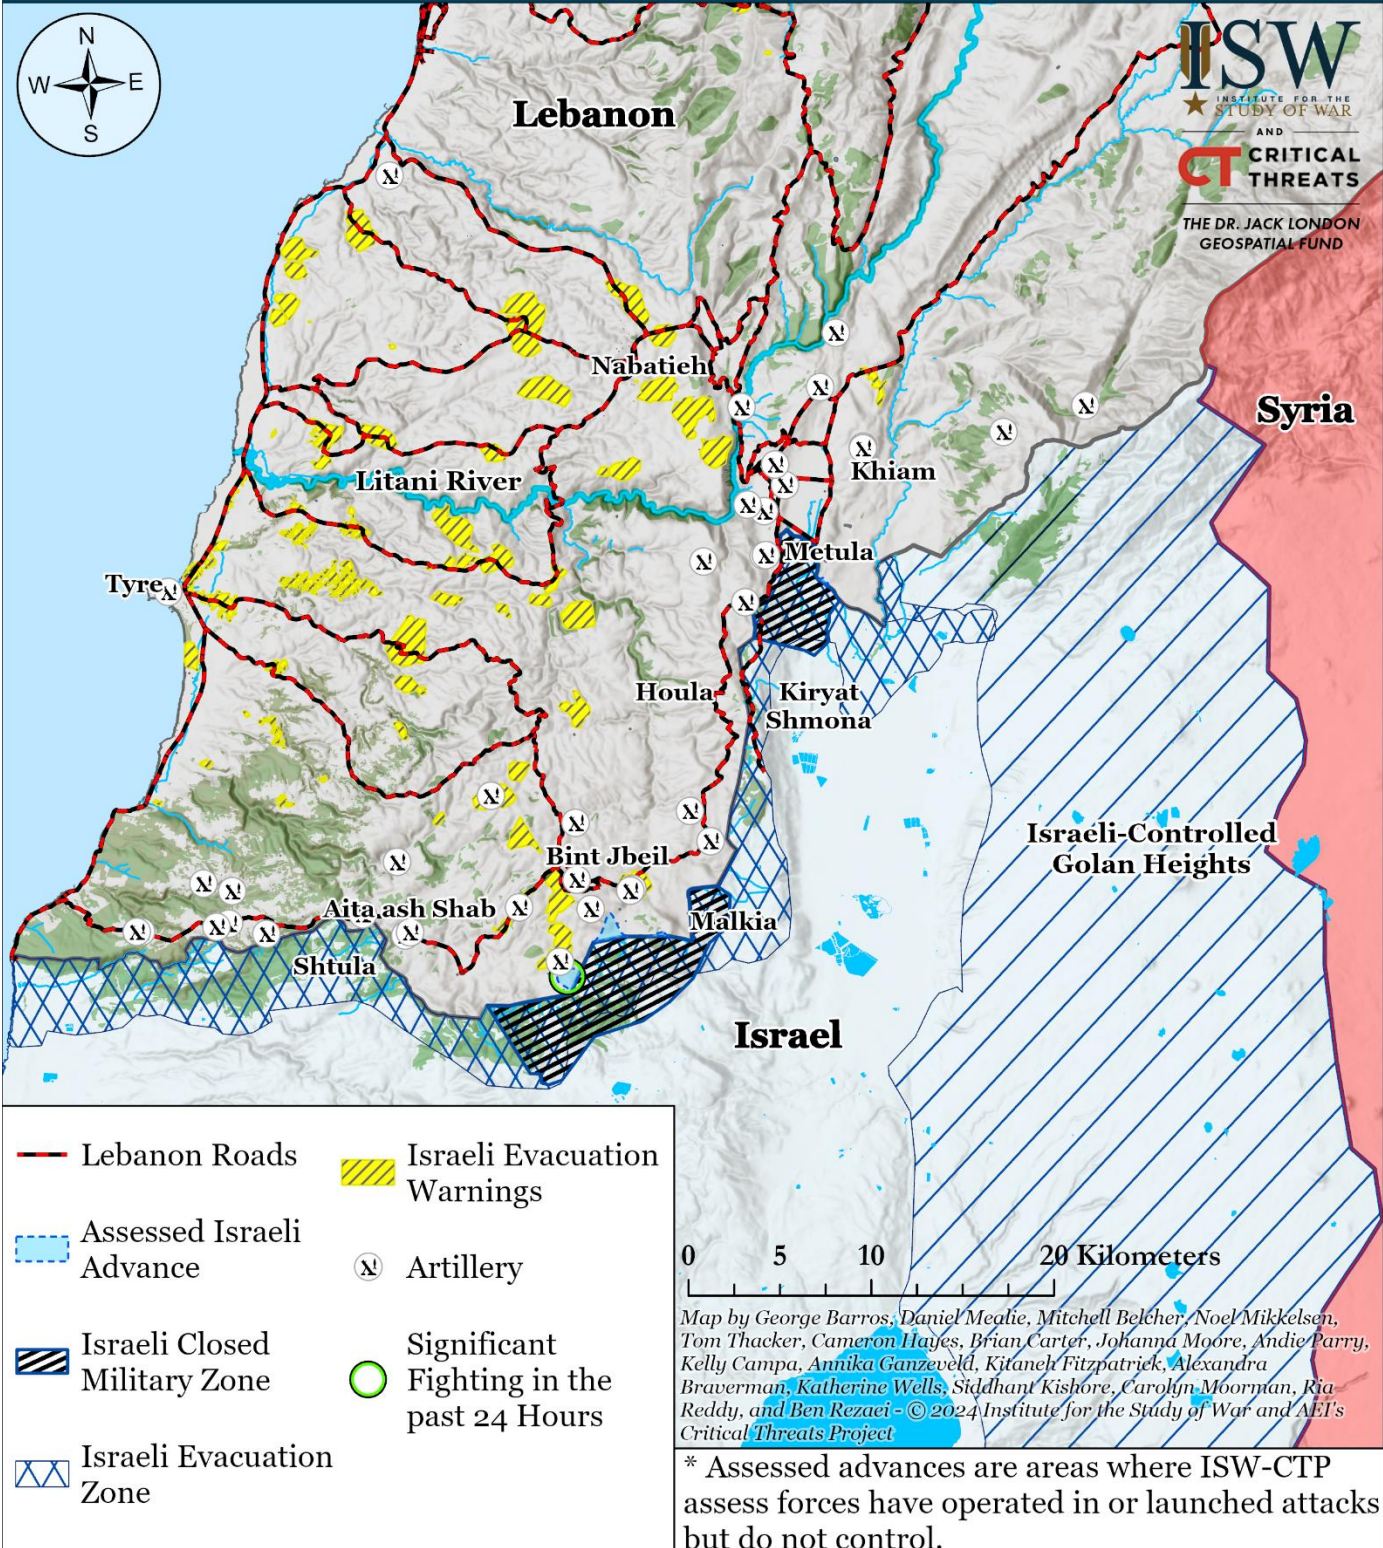 N
W E
S
ISW
INSTITUTE FOR THE
STUDY OF WAR
AND
CT CRITICAL
THREATS
THE DR. JACK LONDON
GEOSPATIAL FUND
Lebanon
Syria
Nabatieh
Khiam
Litani River
Metula
Tyre
Houla
Kiryat
Shmona
Israeli-Controlled
Golan Heights
Bint Jbeil
Aita ash Shab
Malkia
Shtula
Israel
Lebanon Roads
Assessed Israeli
Advance
Israeli Closed
Military Zone
Israeli Evacuation
Zone
Israeli Evacuation
Warnings
Artillery
Significant
Fighting in the
past 24 Hours
0 5 10 20 Kilometers
Map by George Barros, Daniel Mealie, Mitchell Belcher, Noel Mikkelsen,
Tom Thacker, Cameron Hayes, Brian Carter, Johanna Moore, Andie Parry,
Kelly Campa, Annika Ganzeveld, Kitaneh Fitzpatrick, Alexandra
Braverman, Katherine Wells, Siddhant Kishore, Carolyn Moorman, Ria
Reddy, and Ben Rezaei - © 2024 Institute for the Study of War and AEI's
Critical Threats Project
* Assessed advances are areas where ISW-CTP
assess forces have operated in or launched attacks
but do not control.